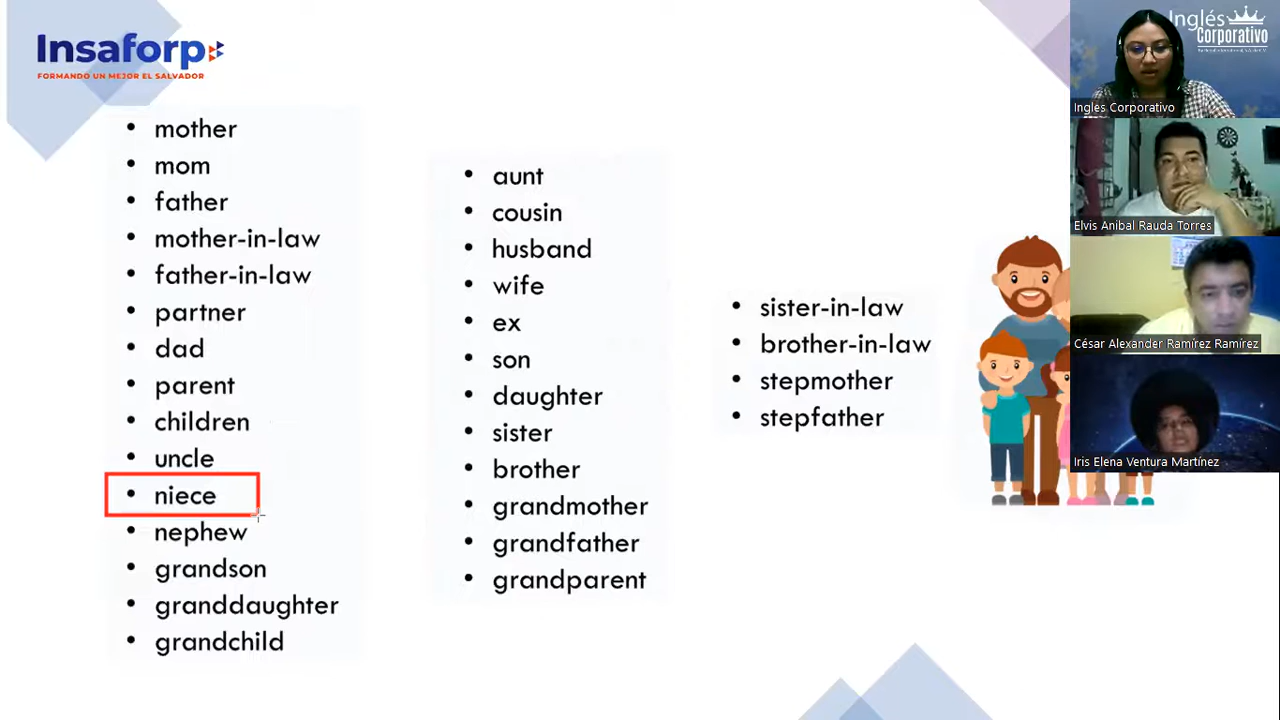 Insaforp
FORMANDO UN MEJOR EL SALVADOR
• mother
• mom
• father
• mother-in-law
• father-in-law
• partner
• dad
• parent
• children
• uncle
• niece
• nephew
• grandson
• granddaughter
• grandchild
• aunt
• cousin
• husband
• wife
• ex
• son
• daughter
• sister
• brother
• grandmother
• grandfather
• grandparent
• sister-in-law
• brother-in-law
• stepmother
• stepfather
Inglés
Corporativo
Ingles Corporativo
Elvis Anibal Rauda Torres
César Alexander Ramírez Ramírez
Iris Elena Ventura Martínez